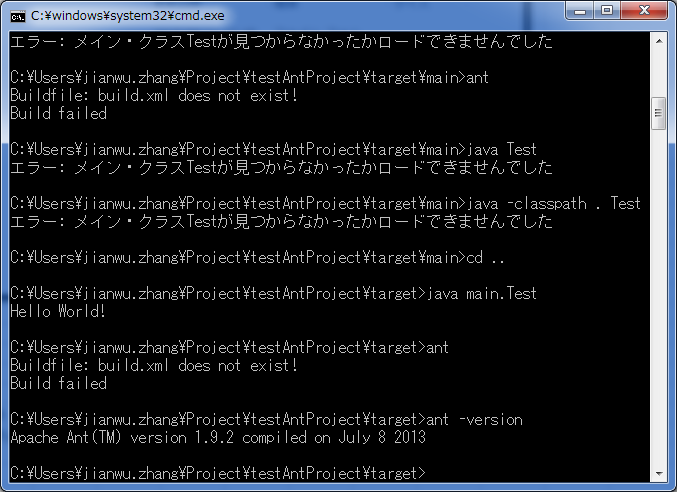 C:¥windows¥system32¥cmd.exe
エラー: メイン・クラスTestが見つからなかったかロードできませんでした
C:¥Users¥jianwu.zhang¥Project¥testAntProject¥target¥main>ant
Buildfile: build.xml does not exist!
Build failed
C:¥Users¥jianwu.zhang¥Project¥testAntProject¥target¥main>java Test
エラー: メイン・クラスTestが見つからなかったかロードできませんでした
C:¥Users¥jianwu.zhang¥Project¥testAntProject¥target¥main>java -classpath . Test
エラー: メイン・クラスTestが見つからなかったかロードできませんでした
C:¥Users¥jianwu.zhang¥Project¥testAntProject¥target¥main>cd ..
C:¥Users¥jianwu.zhang¥Project¥testAntProject¥target>java main.Test
Hello World!
C:¥Users¥jianwu.zhang¥Project¥testAntProject¥target>ant
Buildfile: build.xml does not exist!
Build failed
C:¥Users¥jianwu.zhang¥Project¥testAntProject¥target>ant -version
Apache Ant(TM) version 1.9.2 compiled on July 8 2013
C:¥Users¥jianwu.zhang¥Project¥testAntProject¥target>